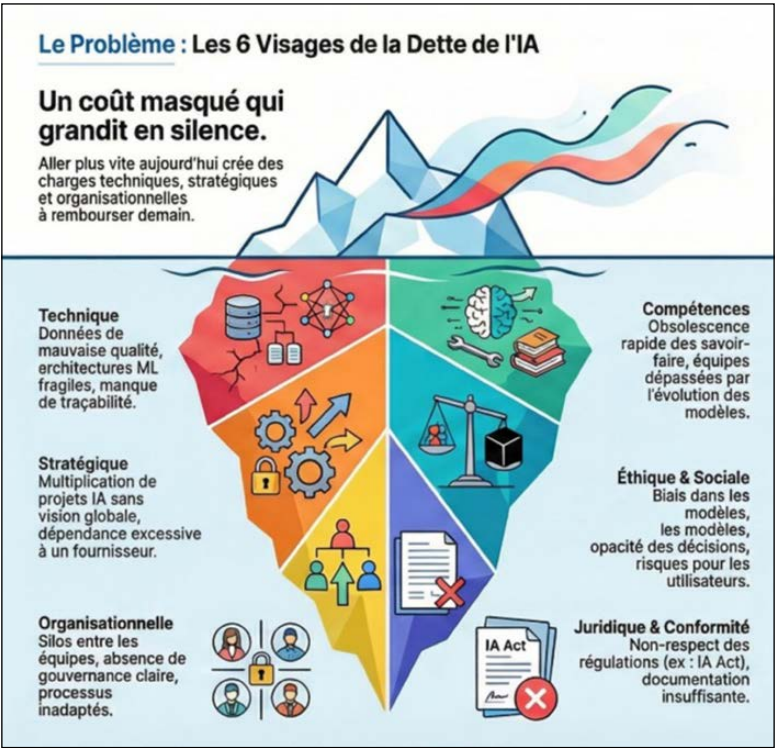 Le Problème : Les 6 Visages de la Dette de l'IA
Un coût masqué qui
grandit en silence.
Aller plus vite aujourd'hui crée des
charges techniques, stratégiques
et organisationnelles
à rembourser demain.
Technique
Données de
mauvaise qualité,
architectures ML
fragiles, manque
de traçabilité.
Stratégique
Multiplication de
projets IA sans
vision globale,
dépendance excessive
à un fournisseur.
Organisationnelle
Silos entre les
équipes, absence de
gouvernance claire,
processus
inadaptés.
Compétences
Obsolescence
rapide des savoir-
faire, équipes
dépassées par
l'évolution des
modèles.
Éthique & Sociale
Biais dans les
modèles,
les modèles,
opacité des décisions,
risques pour les
utilisateurs.
Juridique & Conformité
Non-respect des
régulations (ex : IA Act),
documentation
insuffisante.
IA Act